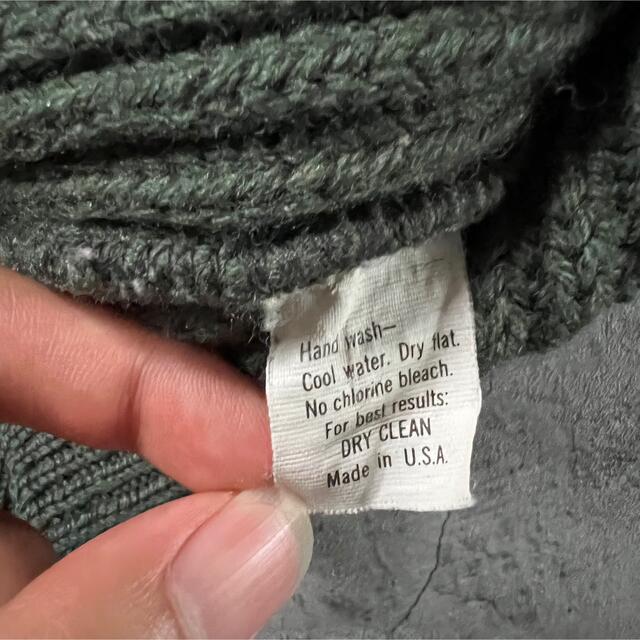 Hand wash—
Cool water. Dry flat.
No chlorine bleach.
For best results:
DRY CLEAN
Made in U.S.A.